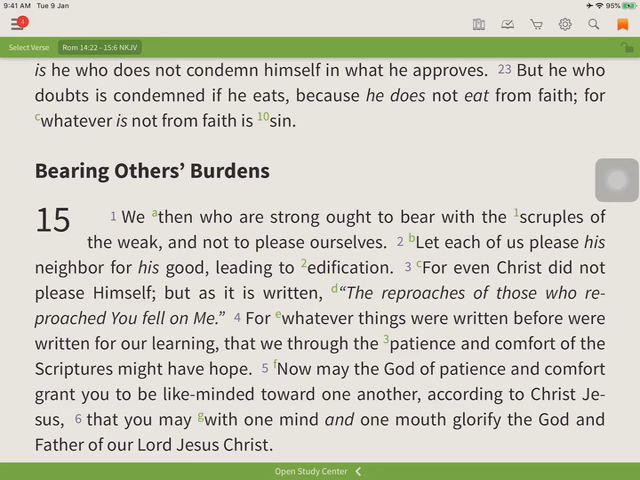 9:41 AM Tue 9 Jan
95%
4
Select Verse Rom 14:22 - 15:6 NKJV
is he who does not condemn himself in what he approves. 23 But he who
doubts is condemned if he eats, because he does not eat from faith; for
cwhatever is not from faith is 10sin.
Bearing Others’ Burdens
15 1 We athen who are strong ought to bear with the 1scruples of
the weak, and not to please ourselves. 2 bLet each of us please his
neighbor for his good, leading to 2edification. 3 cFor even Christ did not
please Himself; but as it is written, d“The reproaches of those who re-
proached You fell on Me.” 4 For ewhatever things were written before were
written for our learning, that we through the 3patience and comfort of the
Scriptures might have hope. 5 fNow may the God of patience and comfort
grant you to be like-minded toward one another, according to Christ Je-
sus, 6 that you may gwith one mind and one mouth glorify the God and
Father of our Lord Jesus Christ.
Open Study Center